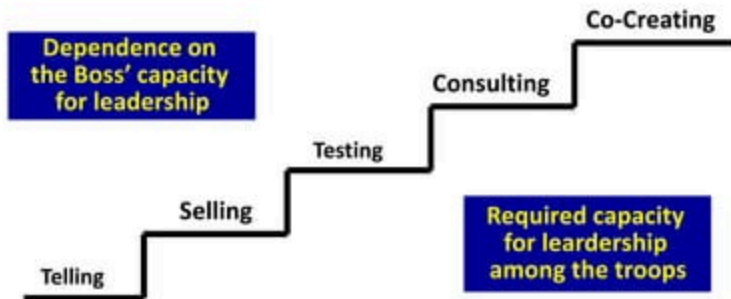 Co-Creating
Dependence on
the Boss’ capacity
for leadership
Consulting
Testing
Selling
Required capacity
for leardership
among the troops
Telling